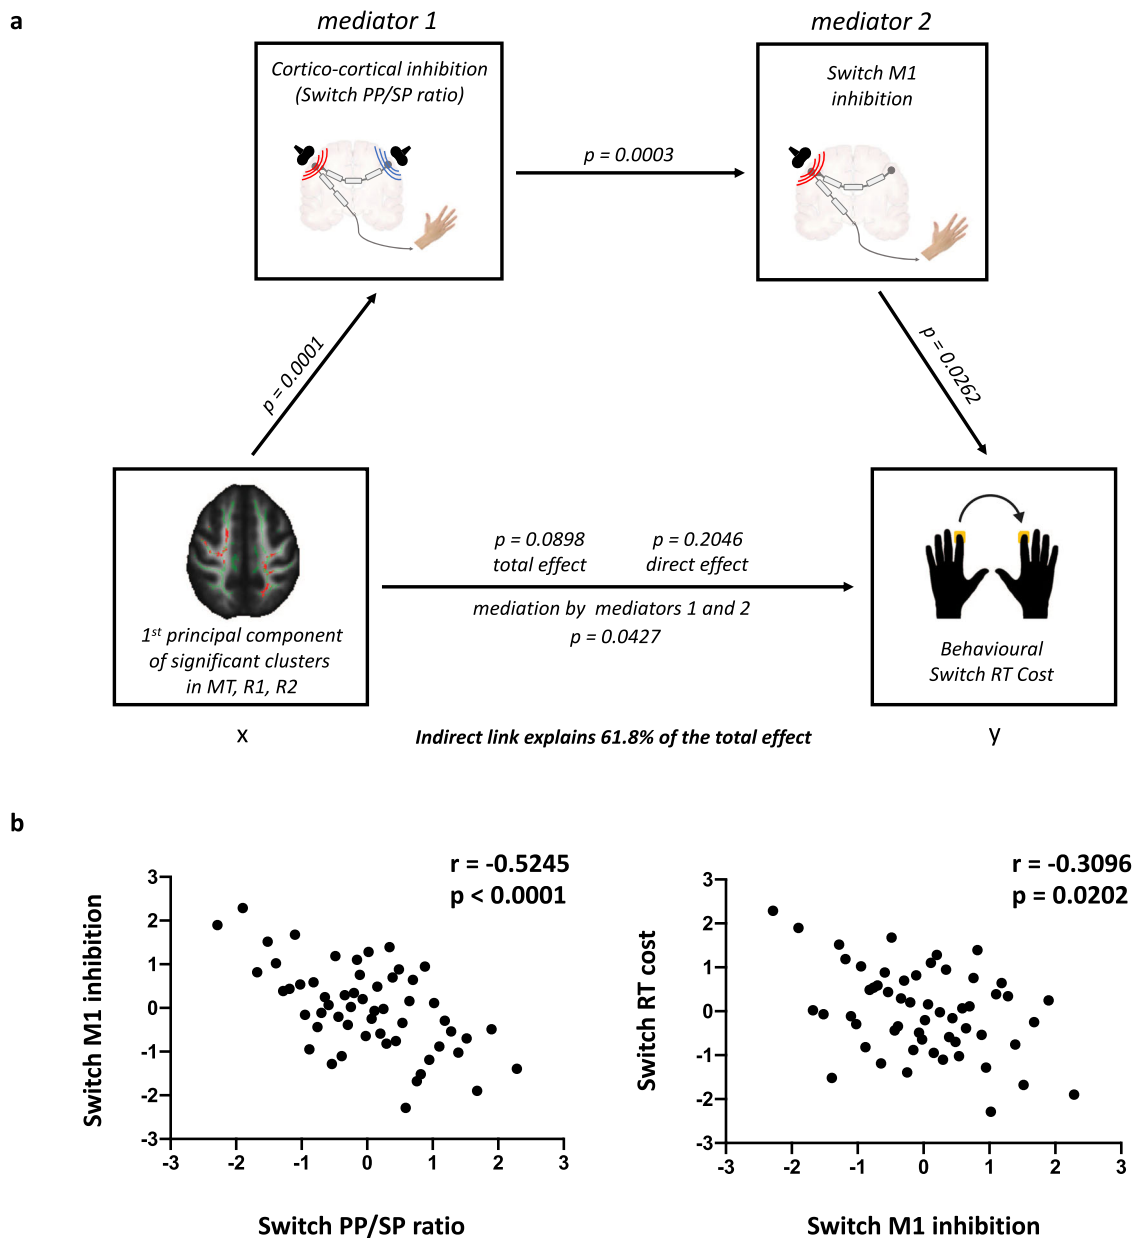 a
mediator 1
mediator 2
Cortico-cortical inhibition
(Switch PP/SP ratio)
Switch M1
inhibition
p = 0.0003
p = 0.0001
p = 0.0262
p = 0.0898
total effect
p = 0.2046
direct effect
mediation by mediators 1 and 2
p = 0.0427
1st principal component
of significant clusters
in MT, R1, R2
Behavioural
Switch RT Cost
x
Indirect link explains 61.8% of the total effect
y
b
r = -0.5245
p < 0.0001
Switch M1 inhibition
3
2
1
0
-1
-2
-3
-3 -2 -1 0 1 2 3
Switch PP/SP ratio
r = -0.3096
p = 0.0202
Switch RT cost
3
2
1
0
-1
-2
-3
-3 -2 -1 0 1 2 3
Switch M1 inhibition